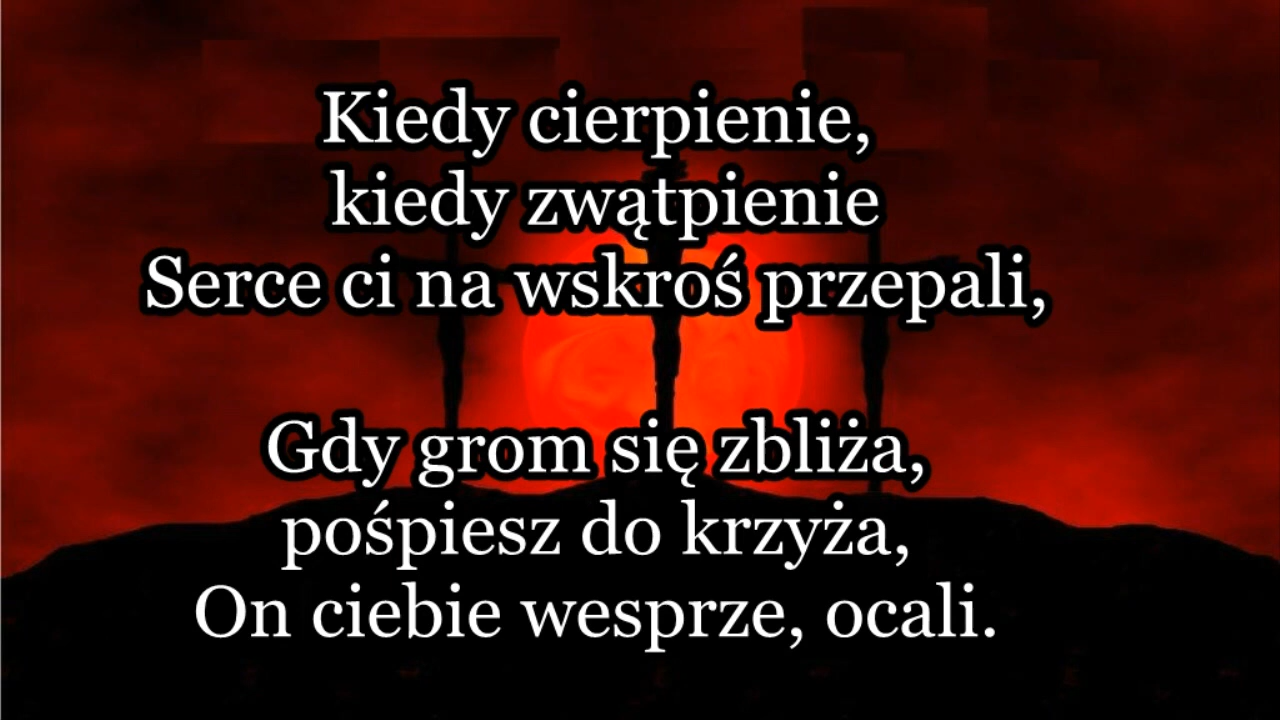 Kiedy cierpienie,
kiedy zwątpienie
Serce ci na wskroś przepali,
Gdy grom się zbliża,
pośpiesz do krzyża,
On ciebie wesprze, ocali.